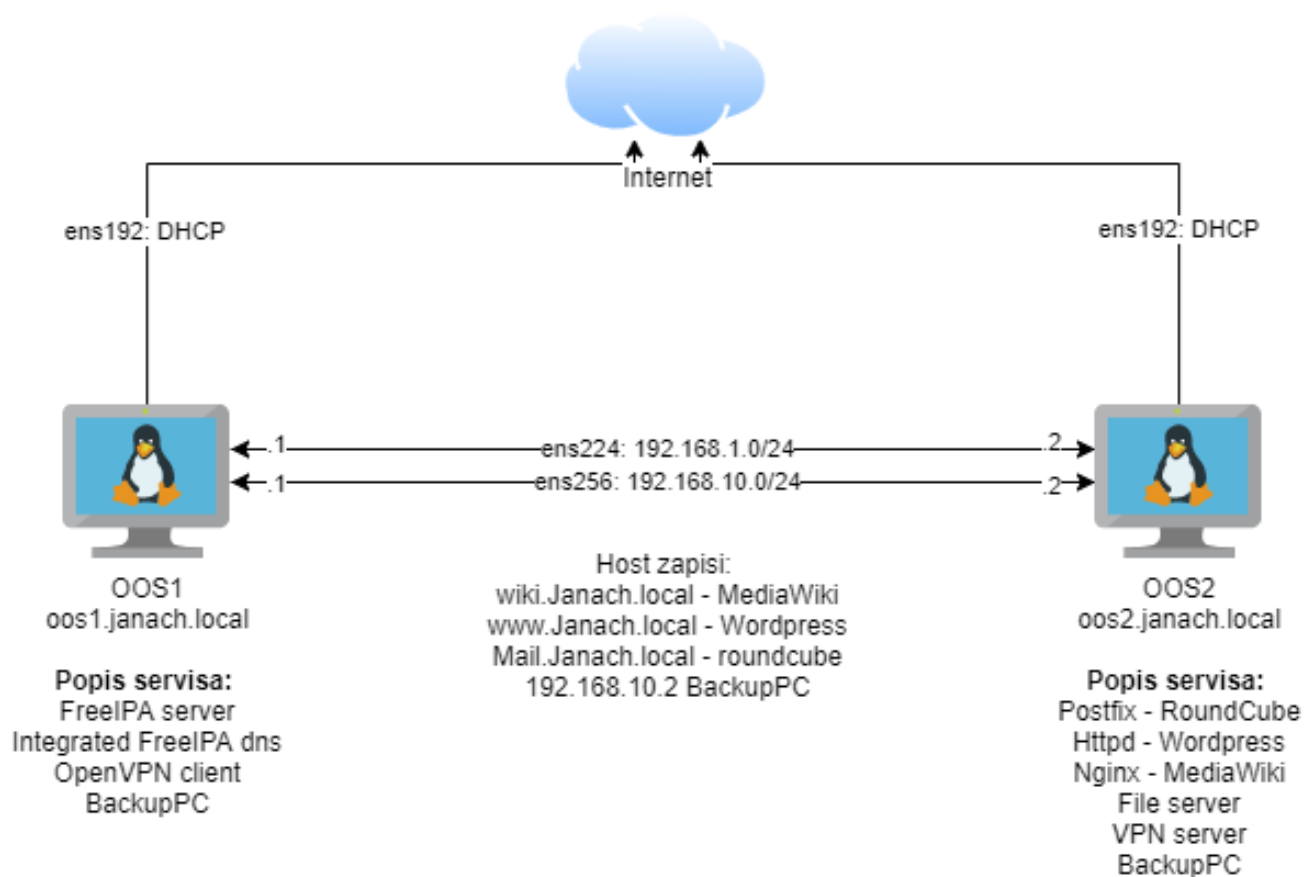 Internet
ens192: DHCP
ens192: DHCP
.1
ens224: 192.168.1.0/24
.2
.1
ens256: 192.168.10.0/24
.2
OOS1
oos1.janach.local
Popis servisa:
FreeIPA server
Integrated FreeIPA dns
OpenVPN client
BackupPC
Host zapisi:
wiki.Janach.local - MediaWiki
www.Janach.local - Wordpress
Mail.Janach.local - roundcube
192.168.10.2 BackupPC
OOS2
oos2.janach.local
Popis servisa:
Postfix - RoundCube
Httpd - Wordpress
Nginx - MediaWiki
File server
VPN server
BackupPC